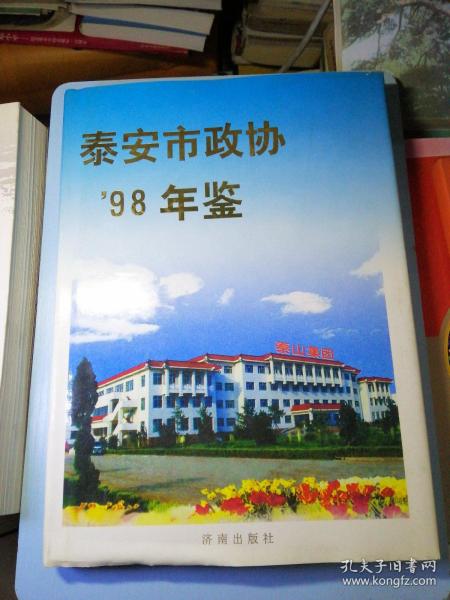 泰安市政协
'98 年鉴
泰山集团
济南出版社
孔夫子旧书网
www.kongfz.com